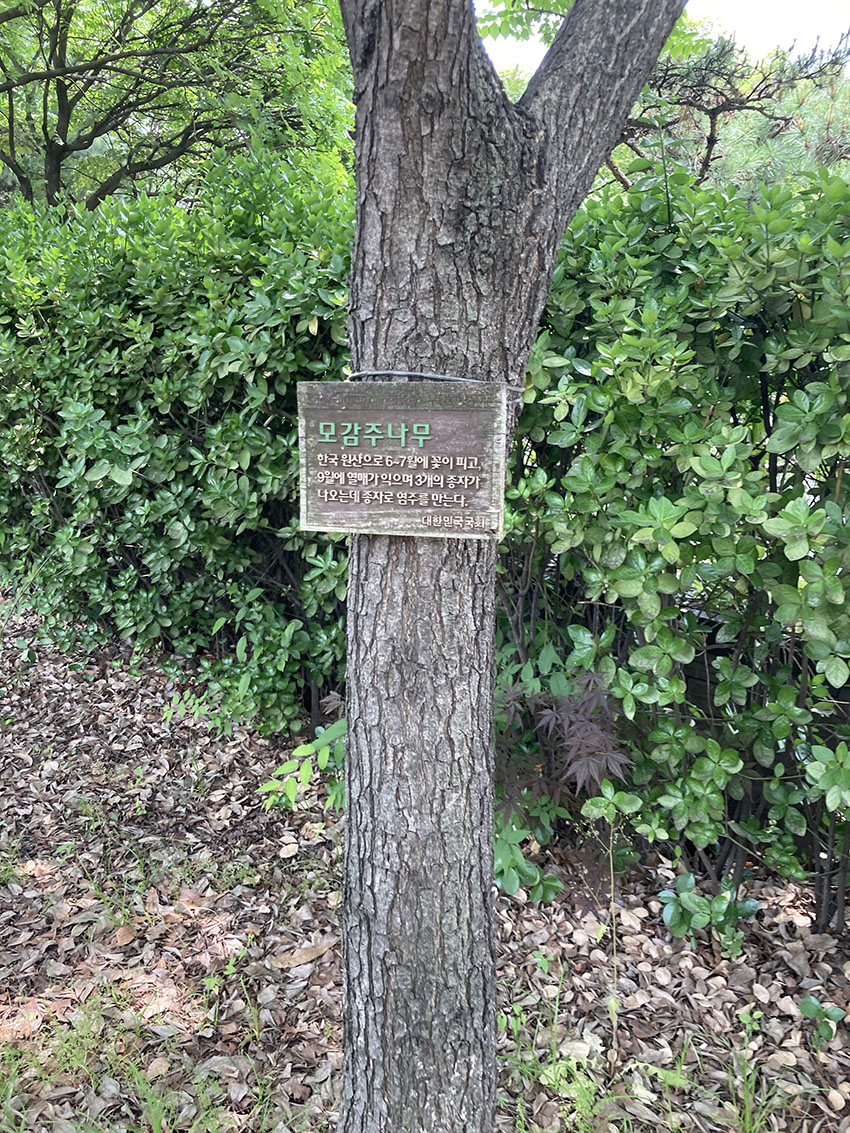 모감주나무
한국 원산으로 6~7월에 꽃이 피고,
9월에 열매가 익으며 3개의 종자가
나오는데 종자로 염주를 만든다.
대한민국국회